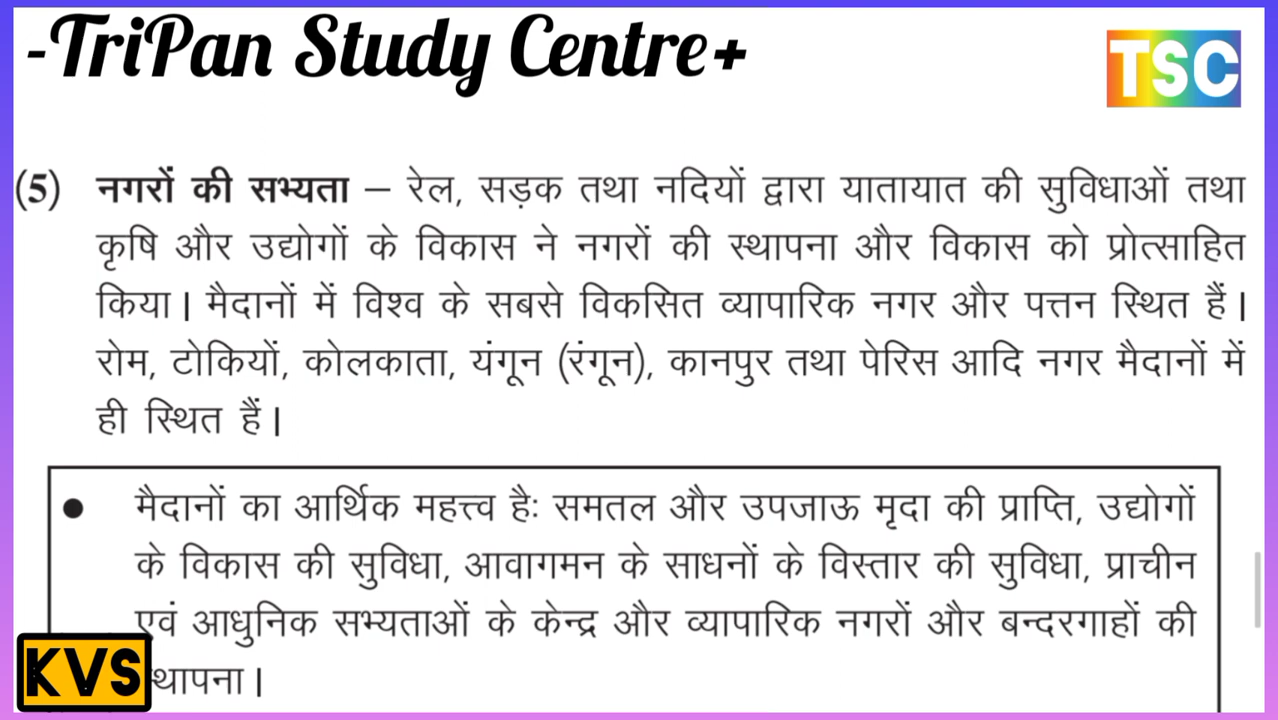 -TriPan Study Centre+
TSC
(5) नगरों की सभ्यता – रेल, सड़क तथा नदियों द्वारा यातायात की सुविधाओं तथा
कृषि और उद्योगों के विकास ने नगरों की स्थापना और विकास को प्रोत्साहित
किया। मैदानों में विश्व के सबसे विकसित व्यापारिक नगर और पत्तन स्थित हैं।
रोम, टोकियों, कोलकाता, यंगून (रंगून), कानपुर तथा पेरिस आदि नगर मैदानों में
ही स्थित हैं।
• मैदानों का आर्थिक महत्त्व हैः समतल और उपजाऊ मृदा की प्राप्ति, उद्योगों
के विकास की सुविधा, आवागमन के साधनों के विस्तार की सुविधा, प्राचीन
एवं आधुनिक सभ्यताओं के केन्द्र और व्यापारिक नगरों और बन्दरगाहों की
थापना।
KVS